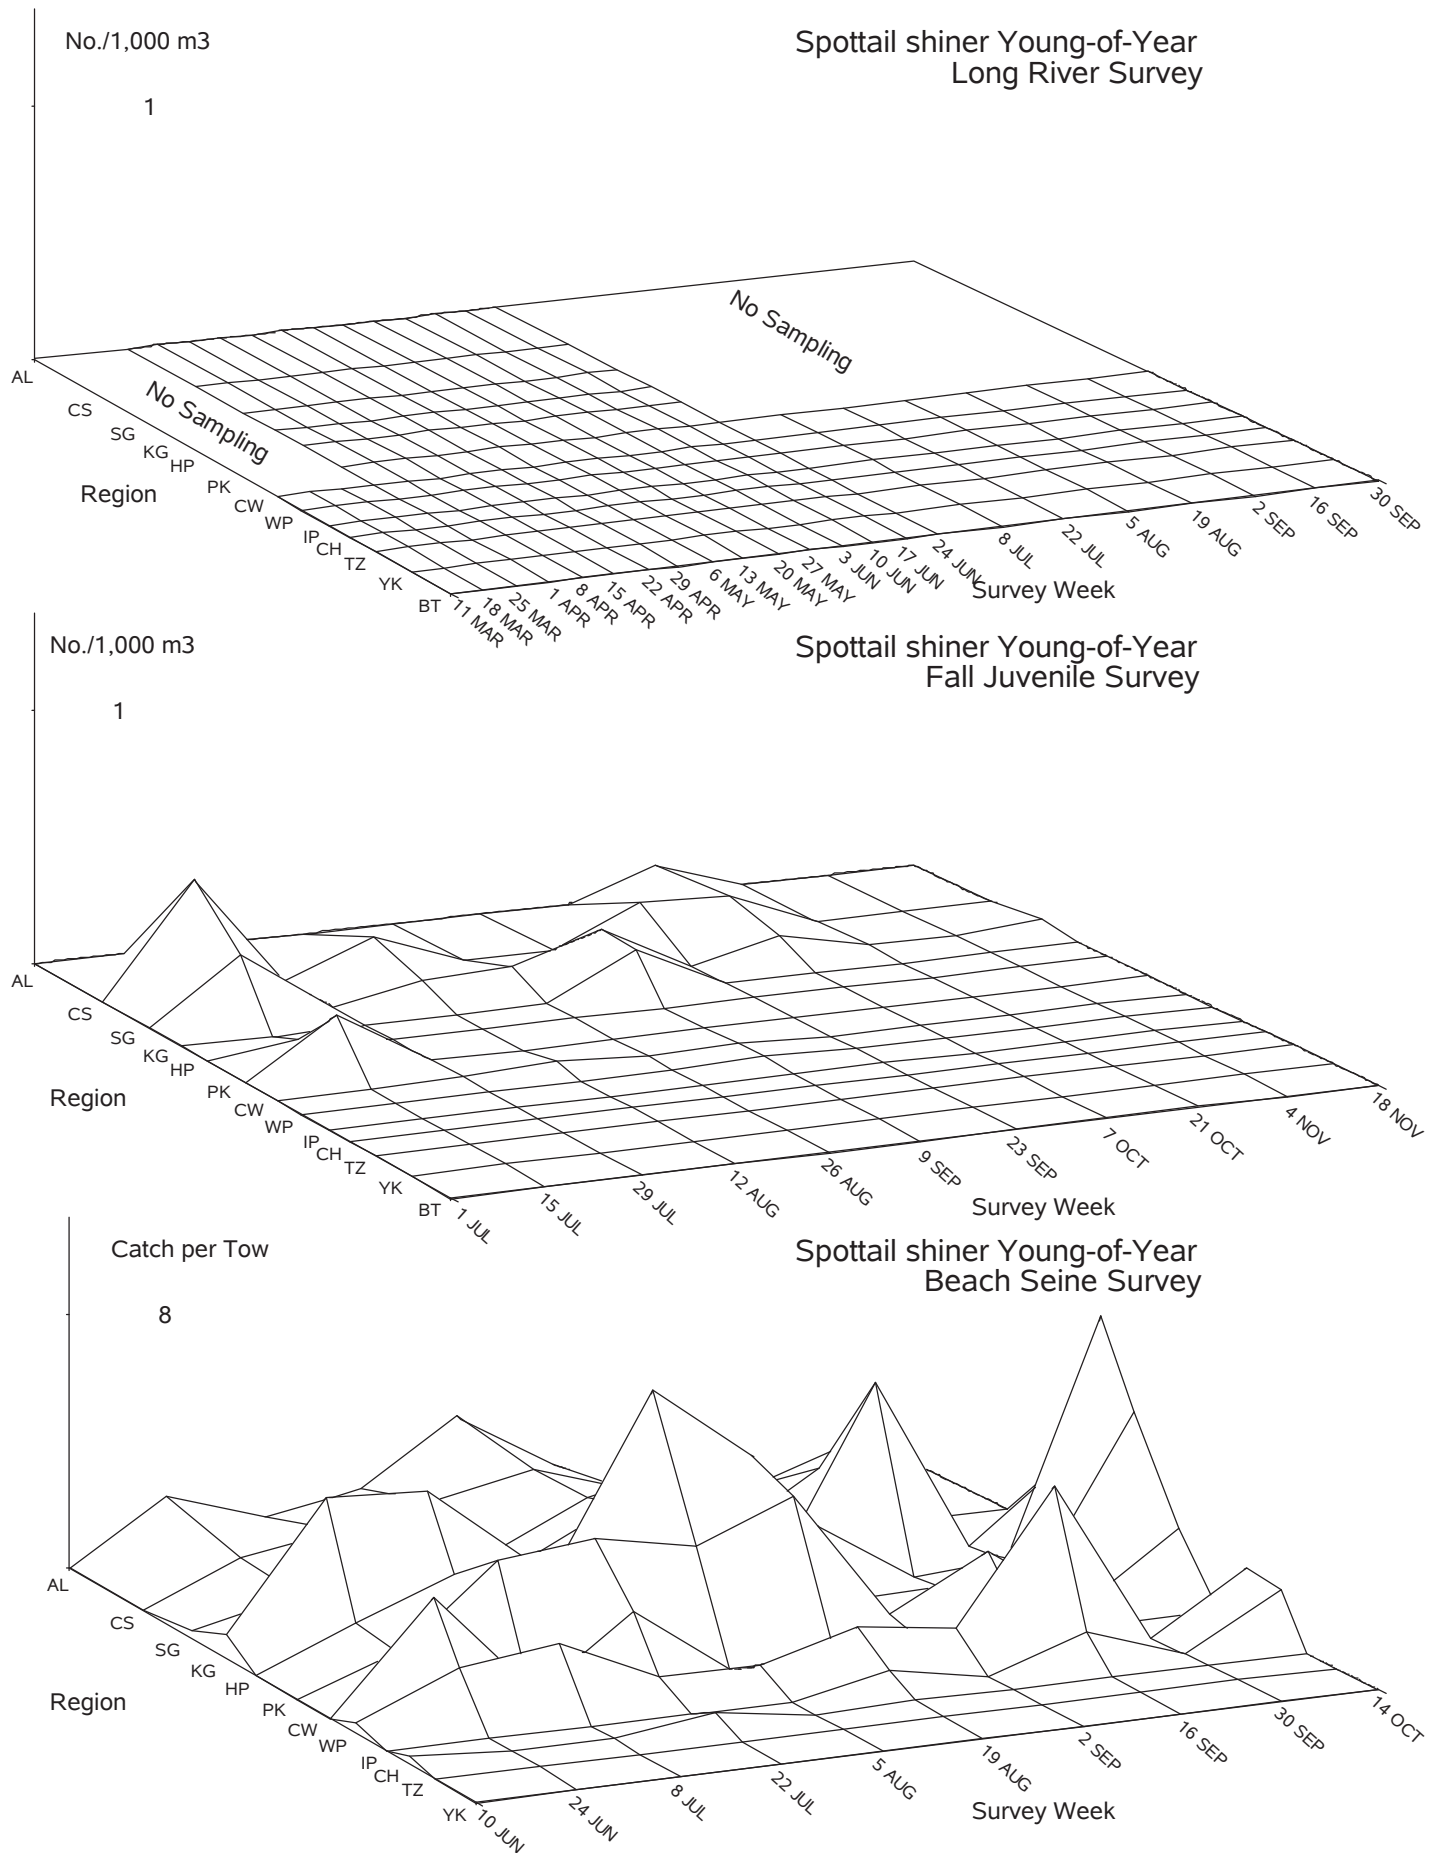 No./1,000 m3
Spottail shiner Young-of-Year
Long River Survey
1
No Sampling
No Sampling
AL
CS
SG
KG
HP
PK
CW
WP
IP
CH
TZ
YK
BT
Region
11 MAR
18 MAR
25 MAR
1 APR
8 APR
15 APR
22 APR
29 APR
6 MAY
13 MAY
20 MAY
27 MAY
3 JUN
10 JUN
17 JUN
24 JUN
8 JUL
22 JUL
5 AUG
19 AUG
2 SEP
16 SEP
30 SEP
Survey Week
No./1,000 m3
Spottail shiner Young-of-Year
Fall Juvenile Survey
1
AL
CS
SG
KG
HP
PK
CW
WP
IP
CH
TZ
YK
BT
Region
1 JUL
15 JUL
29 JUL
12 AUG
26 AUG
9 SEP
23 SEP
7 OCT
21 OCT
4 NOV
18 NOV
Survey Week
Catch per Tow
Spottail shiner Young-of-Year
Beach Seine Survey
8
AL
CS
SG
KG
HP
PK
CW
WP
IP
CH
TZ
YK
Region
10 JUN
24 JUN
8 JUL
22 JUL
5 AUG
19 AUG
2 SEP
16 SEP
30 SEP
14 OCT
Survey Week